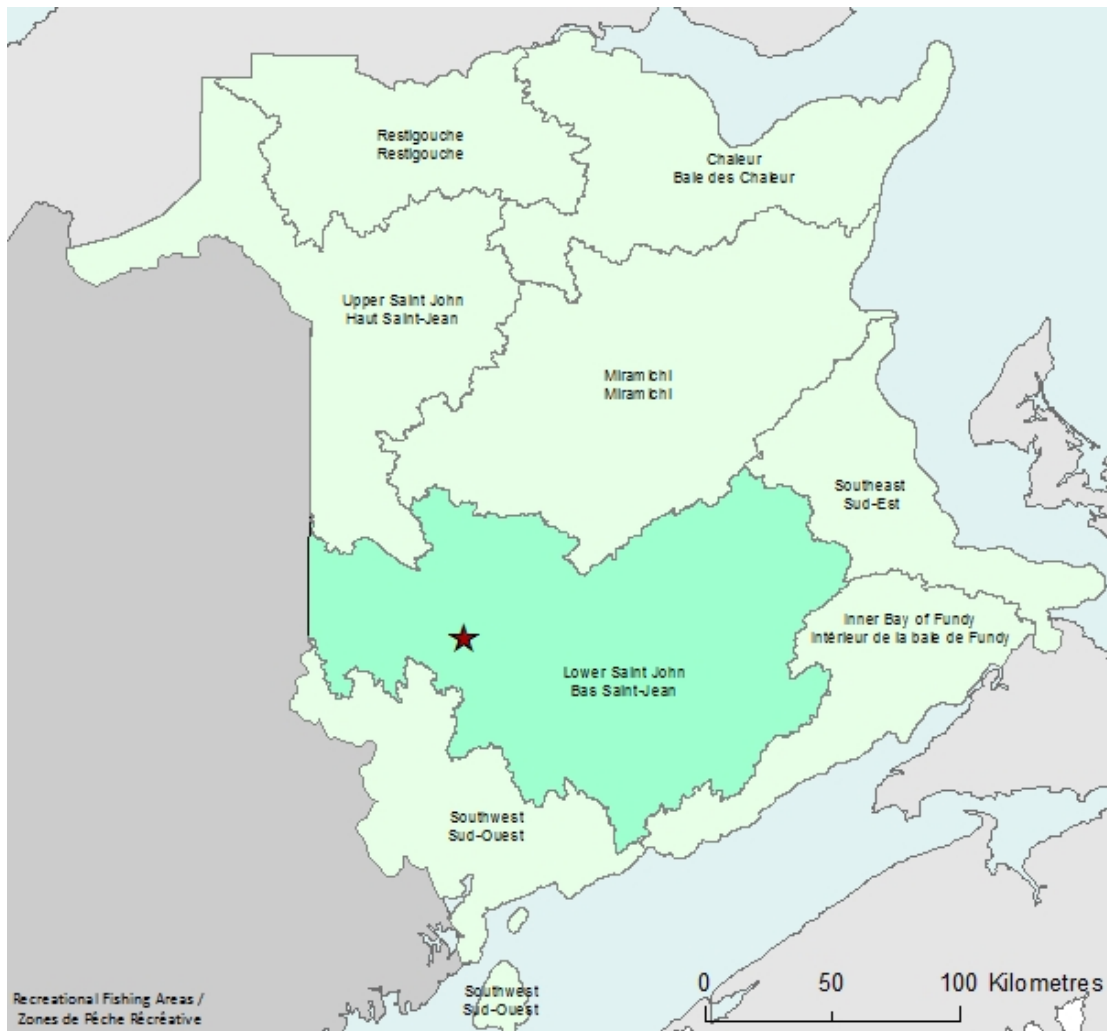 Restigouche
Restigouche
Chaleur
Baie des Chaleur
Upper Saint John
Haut Saint-Jean
Miramichi
Miramichi
Southeast
Sud-Est
Inner Bay of Fundy
Intérieur de la baie de Fundy
Lower Saint John
Bas Saint-Jean
Southwest
Sud-Ouest
Southwest
Sud-Ouest
0 50 100 Kilometres
Recreational Fishing Areas /
Zones de Pêche Récréative